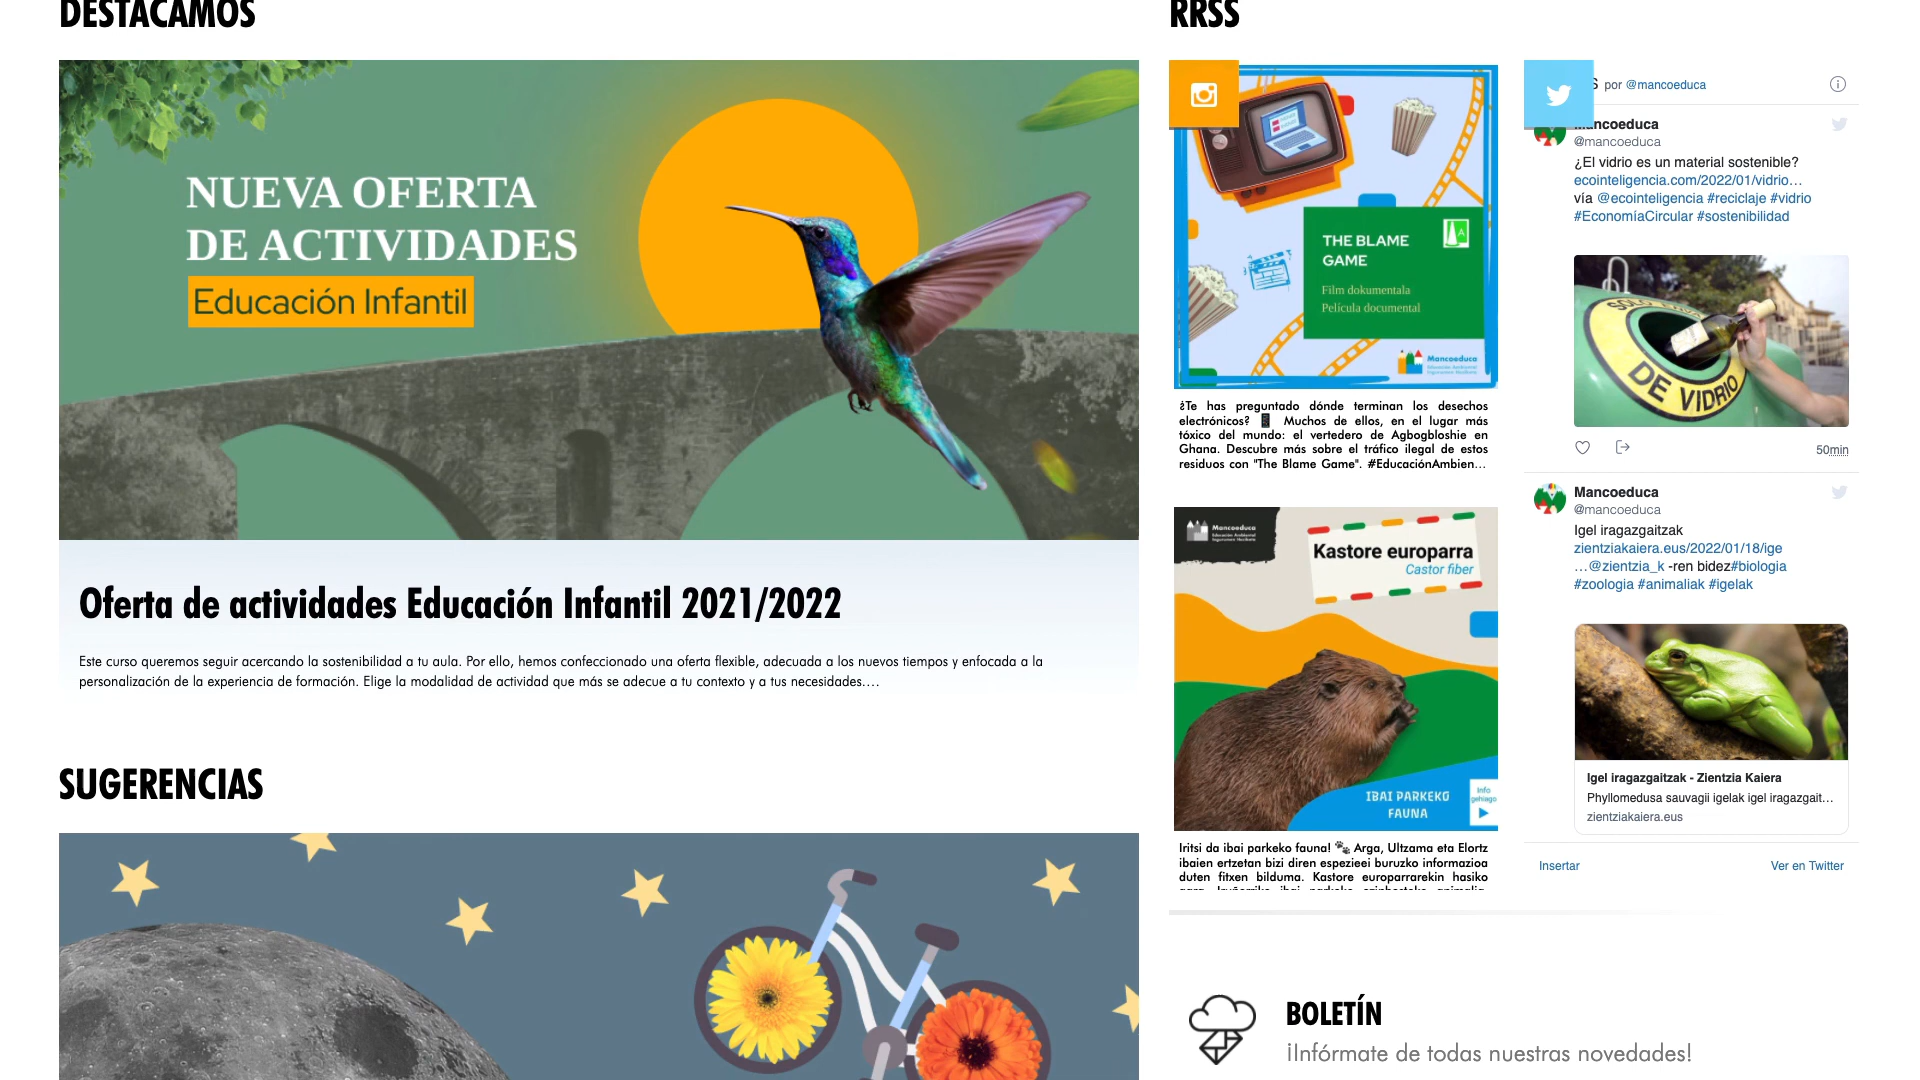 DESTACAMOS
NUEVA OFERTA
DE ACTIVIDADES
Educación Infantil
Oferta de actividades Educación Infantil 2021/2022
Este curso queremos seguir acercando la sostenibilidad a tu aula. Por ello, hemos confeccionado una oferta flexible, adecuada a los nuevos tiempos y enfocada a la
personalización de la experiencia de formación. Elige la modalidad de actividad que más se adecue a tu contexto y a tus necesidades.…
SUGERENCIAS
RRSS
THE BLAME
GAME
Film dokumentala
Película documental
Mancoeduca
¿Te has preguntado dónde terminan los desechos
electrónicos? 📱 Muchos de ellos, en el lugar más
tóxico del mundo: el vertedero de Agbogbloshie en
Ghana. Descubre más sobre el tráfico ilegal de estos
residuos con "The Blame Game". #EducaciónAmbien…
Mancoeduca
Kastore europarra
Castor fiber
IBAI PARKEKO
FAUNA
Info
gehiago
Iritsi da ibai parkeko fauna! 🐾 Arga, Ultzama eta Elortz
ibaien ertzetan bizi diren espezieei buruzko informazioa
duten fitxen bilduma. Kastore europarrarekin hasiko
por @mancoeduca
Mancoeduca
@mancoeduca
¿El vidrio es un material sostenible?
ecointeligencia.com/2022/01/vidrio…
vía @ecointeligencia #reciclaje #vidrio
#EconomíaCircular #sostenibilidad
SOLO
DE VIDRIO
50min
Mancoeduca
@mancoeduca
Igel iragazgaitzak
zientziakaiera.eus/2022/01/18/ige
…@zientzia_k -ren bidez#biologia
#zoologia #animaliak #igelak
Igel iragazgaitzak - Zientzia Kaiera
Phyllomedusa sauvagii igelak igel iragazgait…
zientziakaiera.eus
Insertar
Ver en Twitter
BOLETÍN
¡Infórmate de todas nuestras novedades!